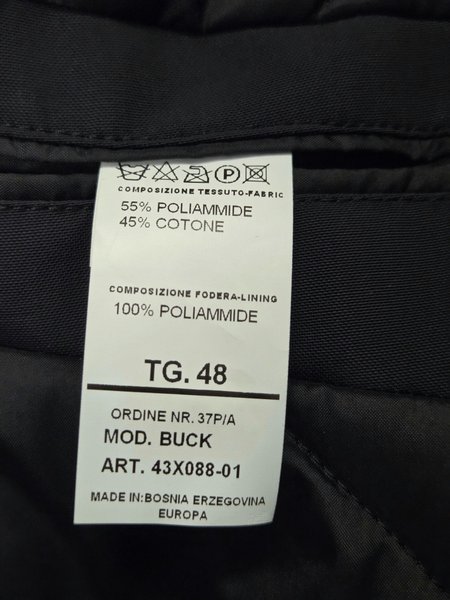 COMPOSIZIONE TESSUTO-FABRIC
55% POLIAMMIDE
45% COTONE
COMPOSIZIONE FODERA-LINING
100% POLIAMMIDE
TG. 48
ORDINE NR. 37P/A
MOD. BUCK
ART. 43X088-01
MADE IN:BOSNIA ERZEGOVINA
EUROPA